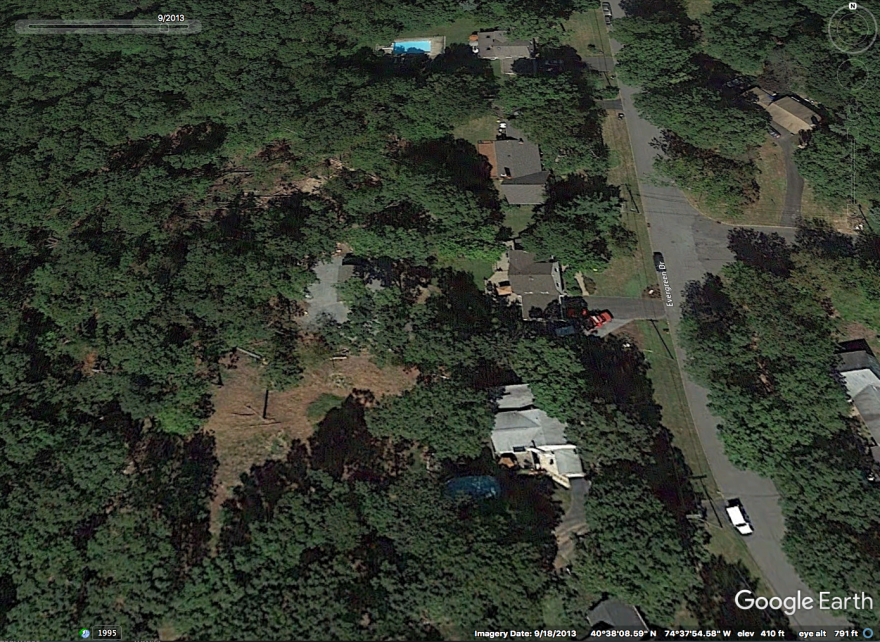 9/2013
N
Evergreen Dr
Google Earth
1995
Imagery Date: 9/18/2013 40°38'08.59" N 74°37'54.58" W elev 410 ft eye alt 791 ft